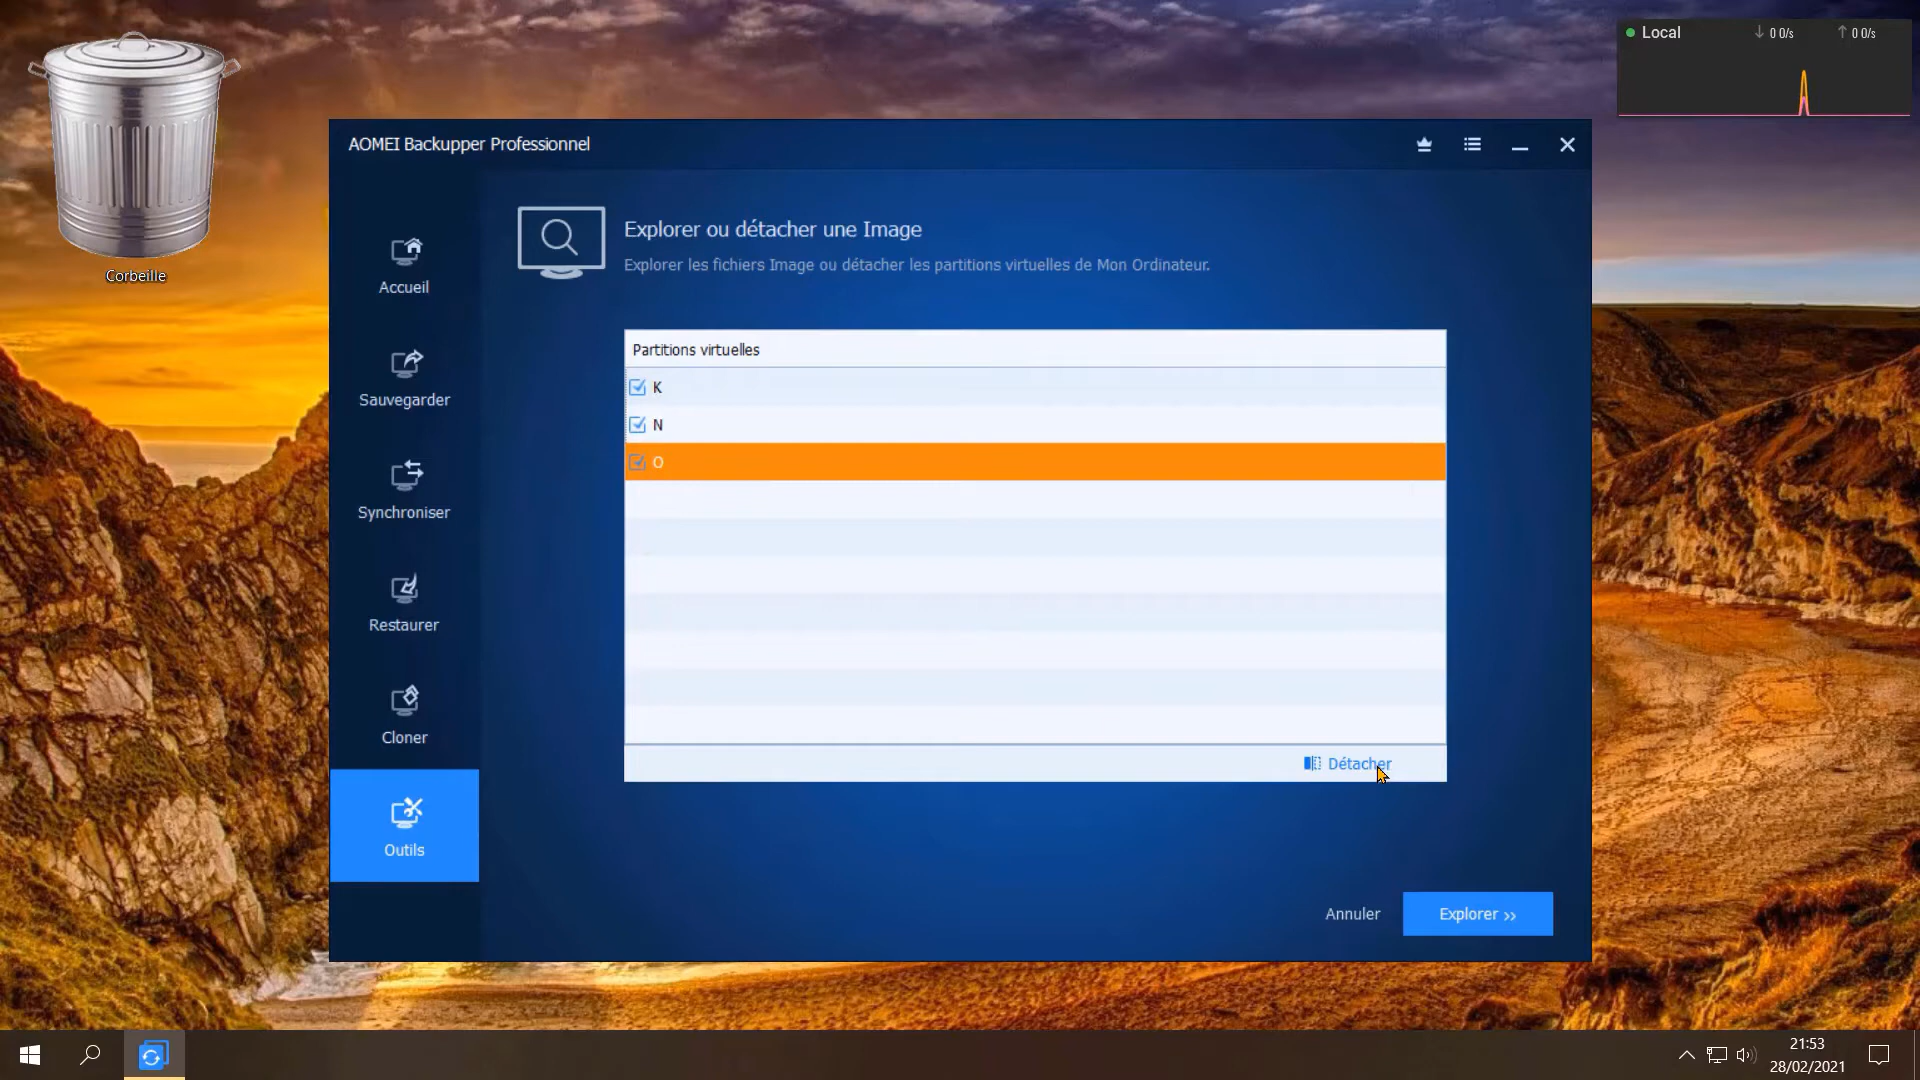 Corbeille
Local
0 0/s
0 0/s
AOMEI Backupper Professionnel
Explorer ou détacher une Image
Explorer les fichiers Image ou détacher les partitions virtuelles de Mon Ordinateur.
Accueil
Sauvegarder
Synchroniser
Restaurer
Cloner
Outils
Partitions virtuelles
K
N
O
Détacher
Annuler
Explorer »
21:53
28/02/2021